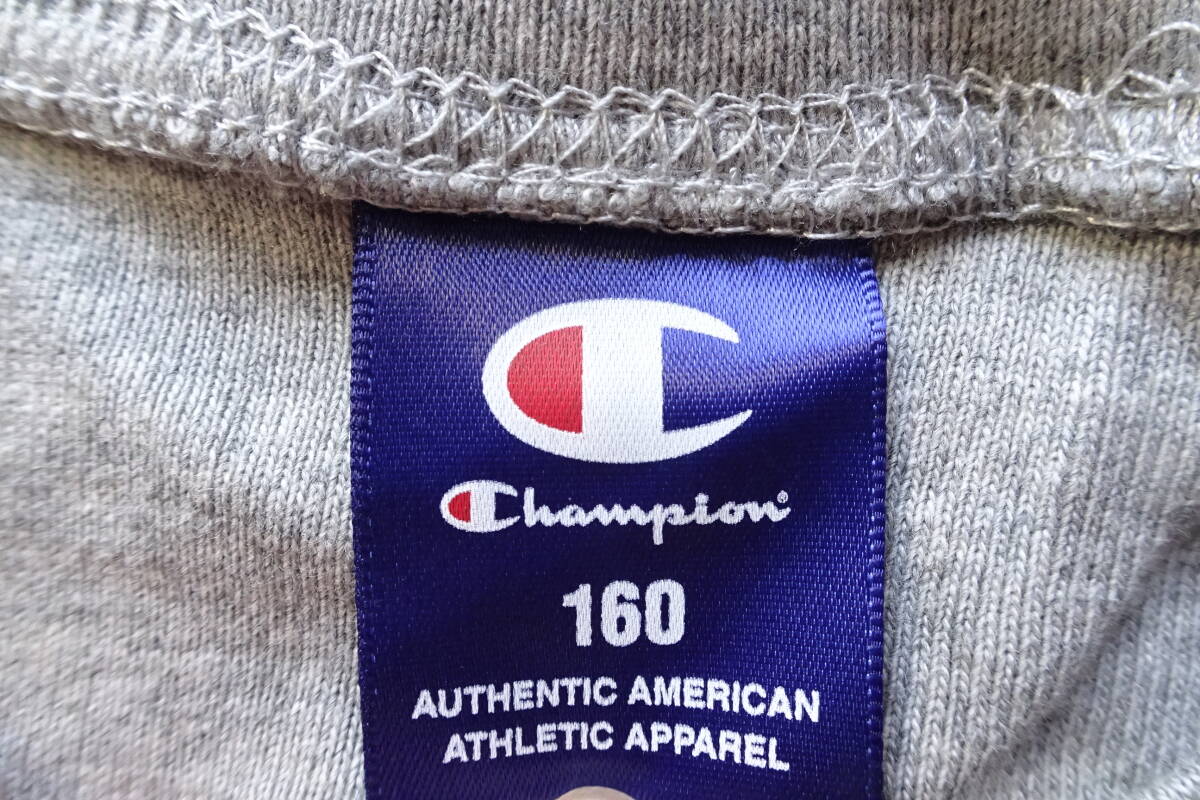 Champion®
160
AUTHENTIC AMERICAN
ATHLETIC APPAREL